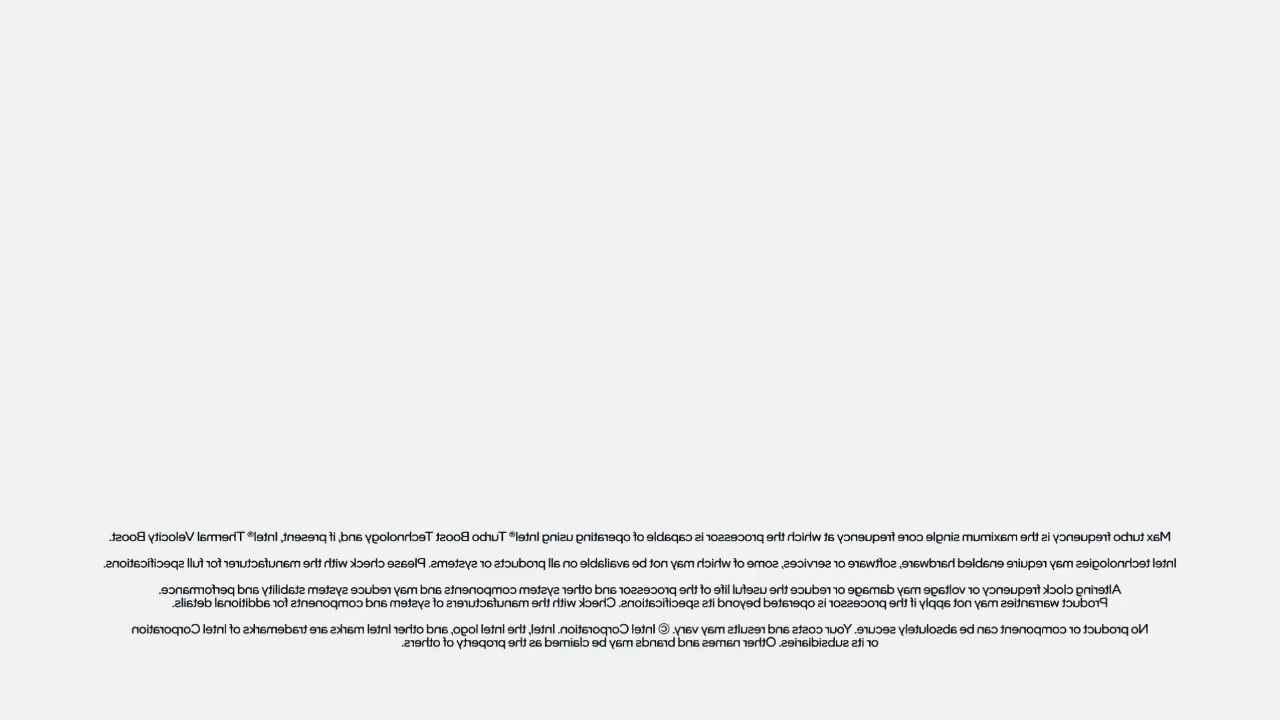 Max turbo frequency is the maximum single core frequency at which the processor is capable of operating using Intel® Turbo Boost Technology and, if present, Intel® Thermal Velocity Boost.
Intel technologies may require enabled hardware, software or services, some of which may not be available on all products or systems. Please check with the manufacturer for full specifications.
Altering clock frequency or voltage may damage or reduce the useful life of the processor and other system components and may reduce system stability and performance.
Product warranties may not apply if the processor is operated beyond its specifications. Check with the manufacturers of system and components for additional details.
No product or component can be absolutely secure. Your costs and results may vary. © Intel Corporation. Intel, the Intel logo, and other Intel marks are trademarks of Intel Corporation
or its subsidiaries. Other names and brands may be claimed as the property of others.